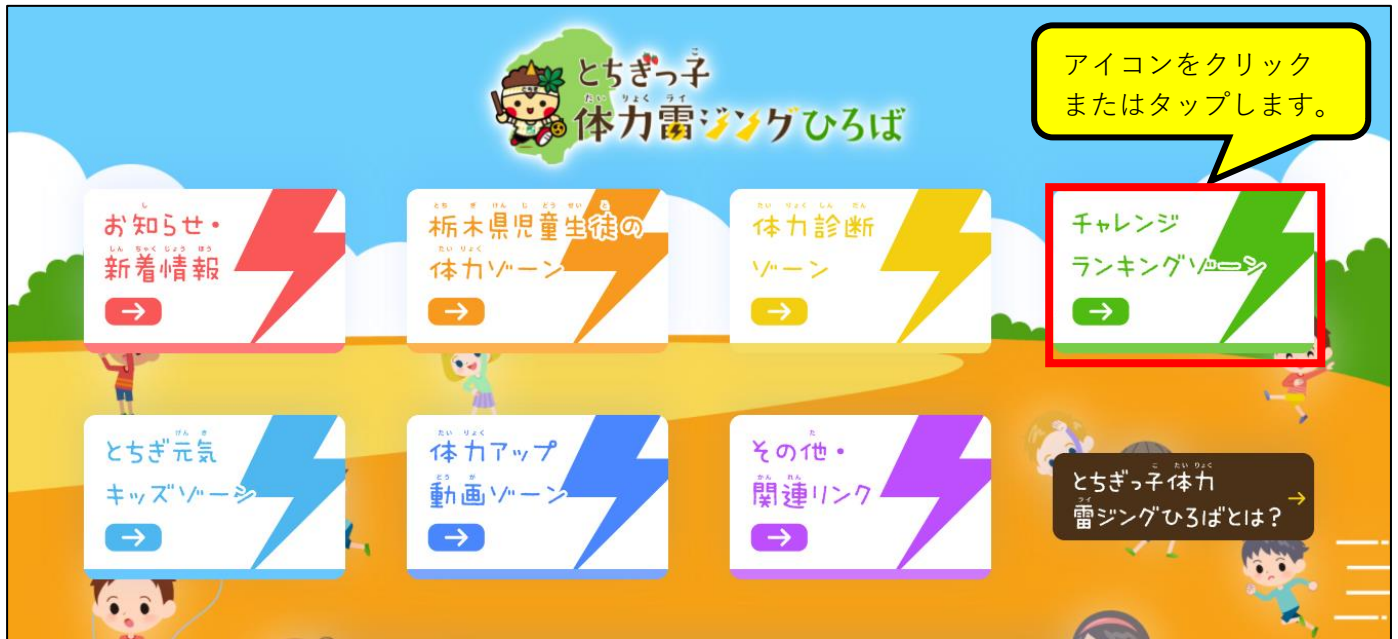 とちぎっ子
体力雷ジングひろば
アイコンをクリック
またはタップします。
お知らせ・
新着情報
栃木県児童生徒の
体力ゾーン
体力診断
ゾーン
チャレンジ
ランキングゾーン
とちぎ元気
キッズゾーン
体力アップ
動画ゾーン
その他・
関連リンク
とちぎっ子体力
雷ジングひろばとは？